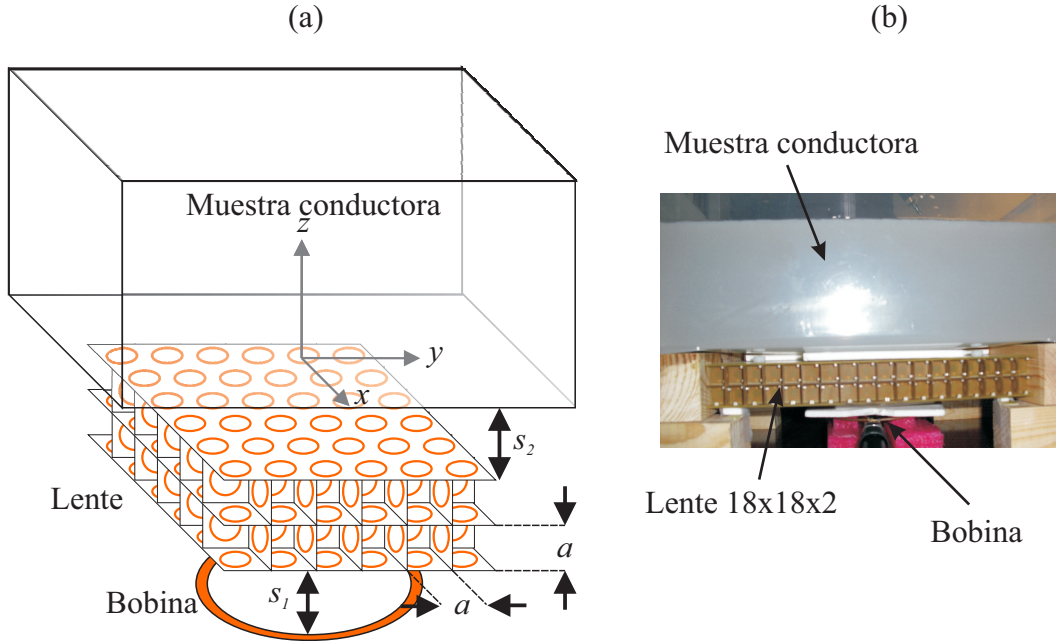 (a)
(b)
Muestra conductora
z
y
x
s₂
Lente
a
s₁
Bobina
a
Muestra conductora
Lente 18x18x2
Bobina